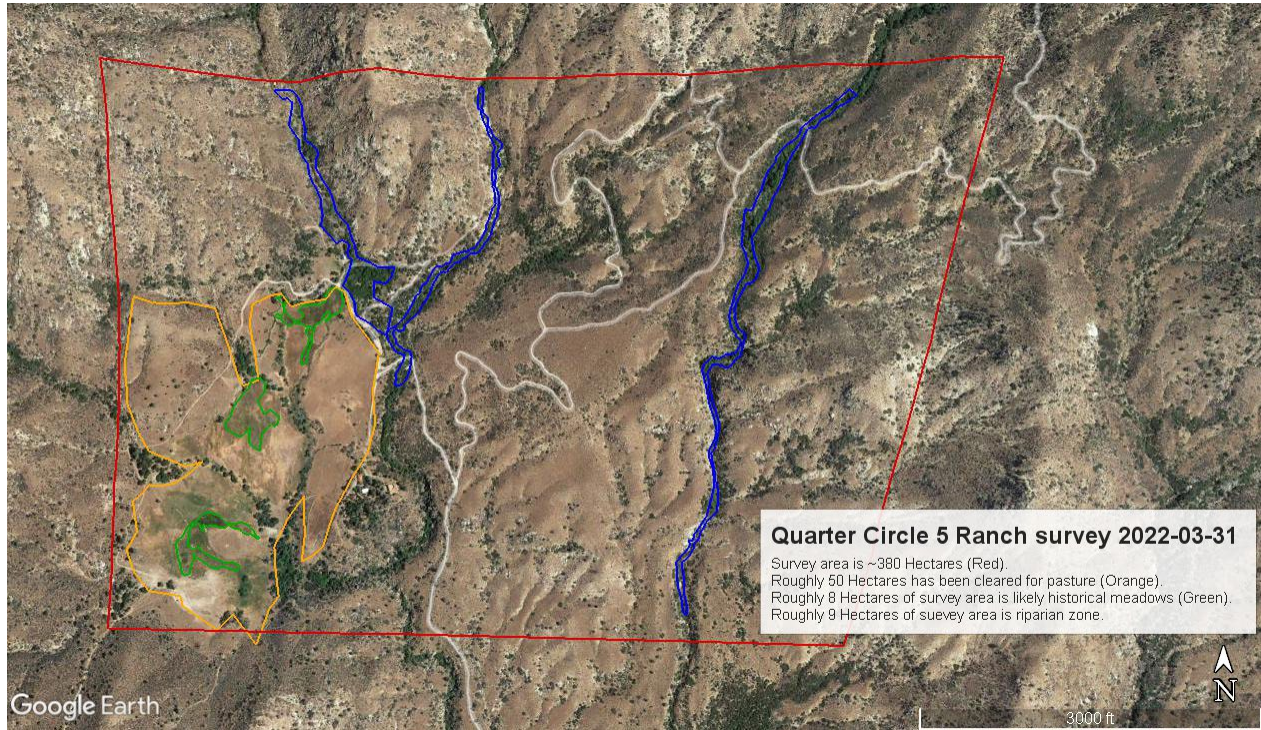 Quarter Circle 5 Ranch survey 2022-03-31
Survey area is ~380 Hectares (Red).
Roughly 50 Hectares has been cleared for pasture (Orange).
Roughly 8 Hectares of survey area is likely historical meadows (Green).
Roughly 9 Hectares of suevey area is riparian zone.
N
Google Earth
3000 ft